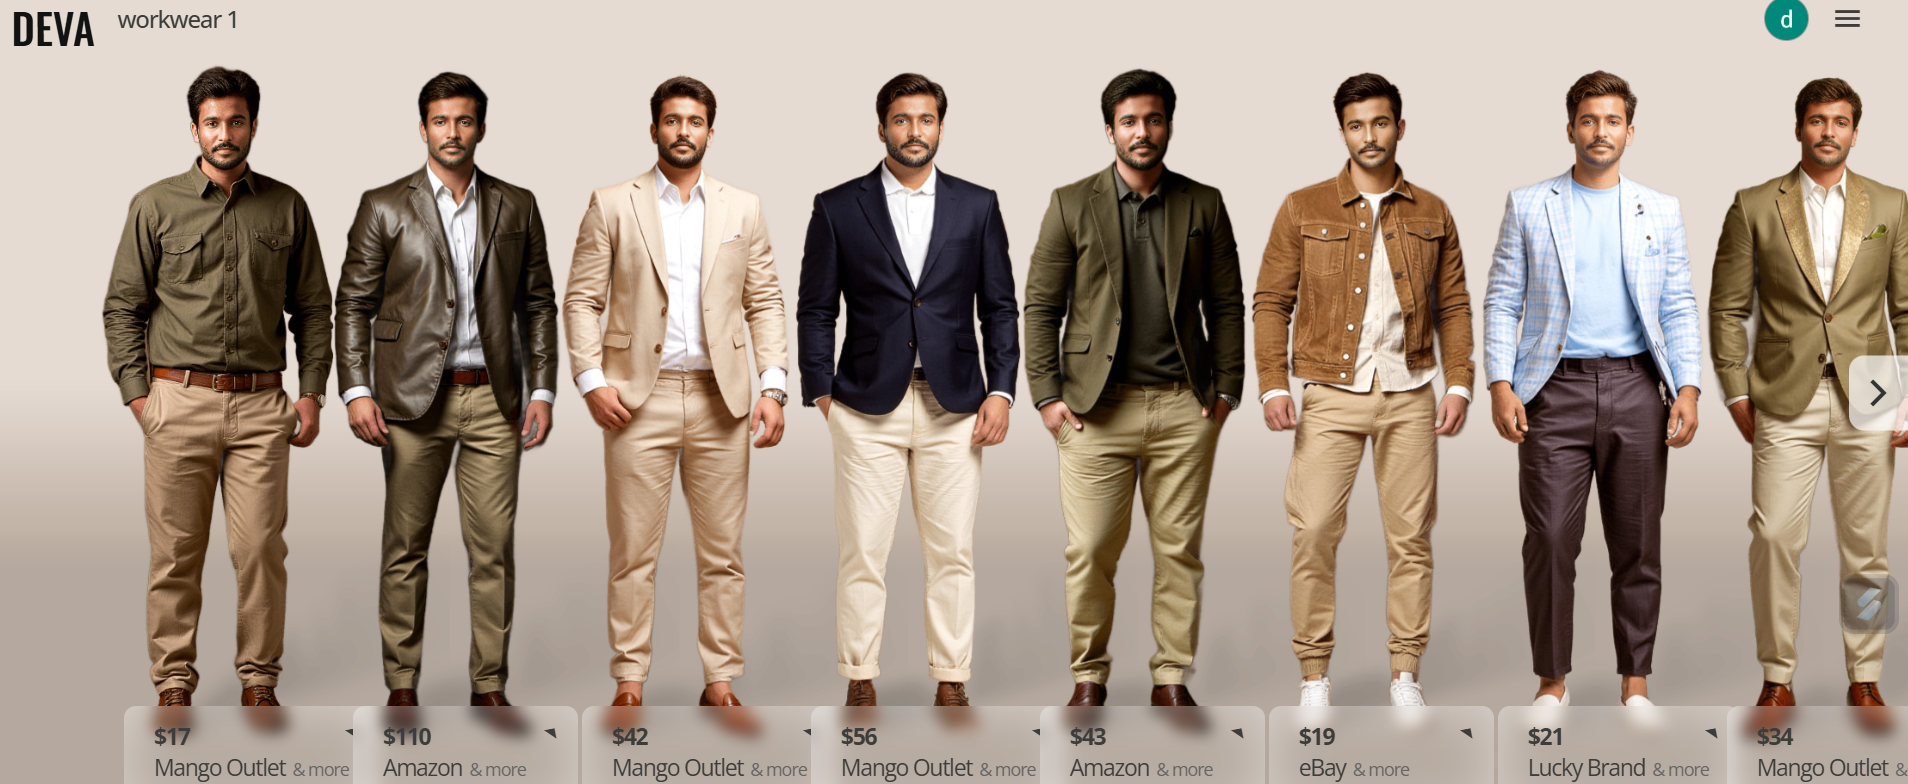 DEVA
workwear 1
d
$17
Mango Outlet & more
$110
Amazon & more
$42
Mango Outlet & more
$56
Mango Outlet & more
$43
Amazon & more
$19
eBay & more
$21
Lucky Brand & more
$34
Mango Outlet &